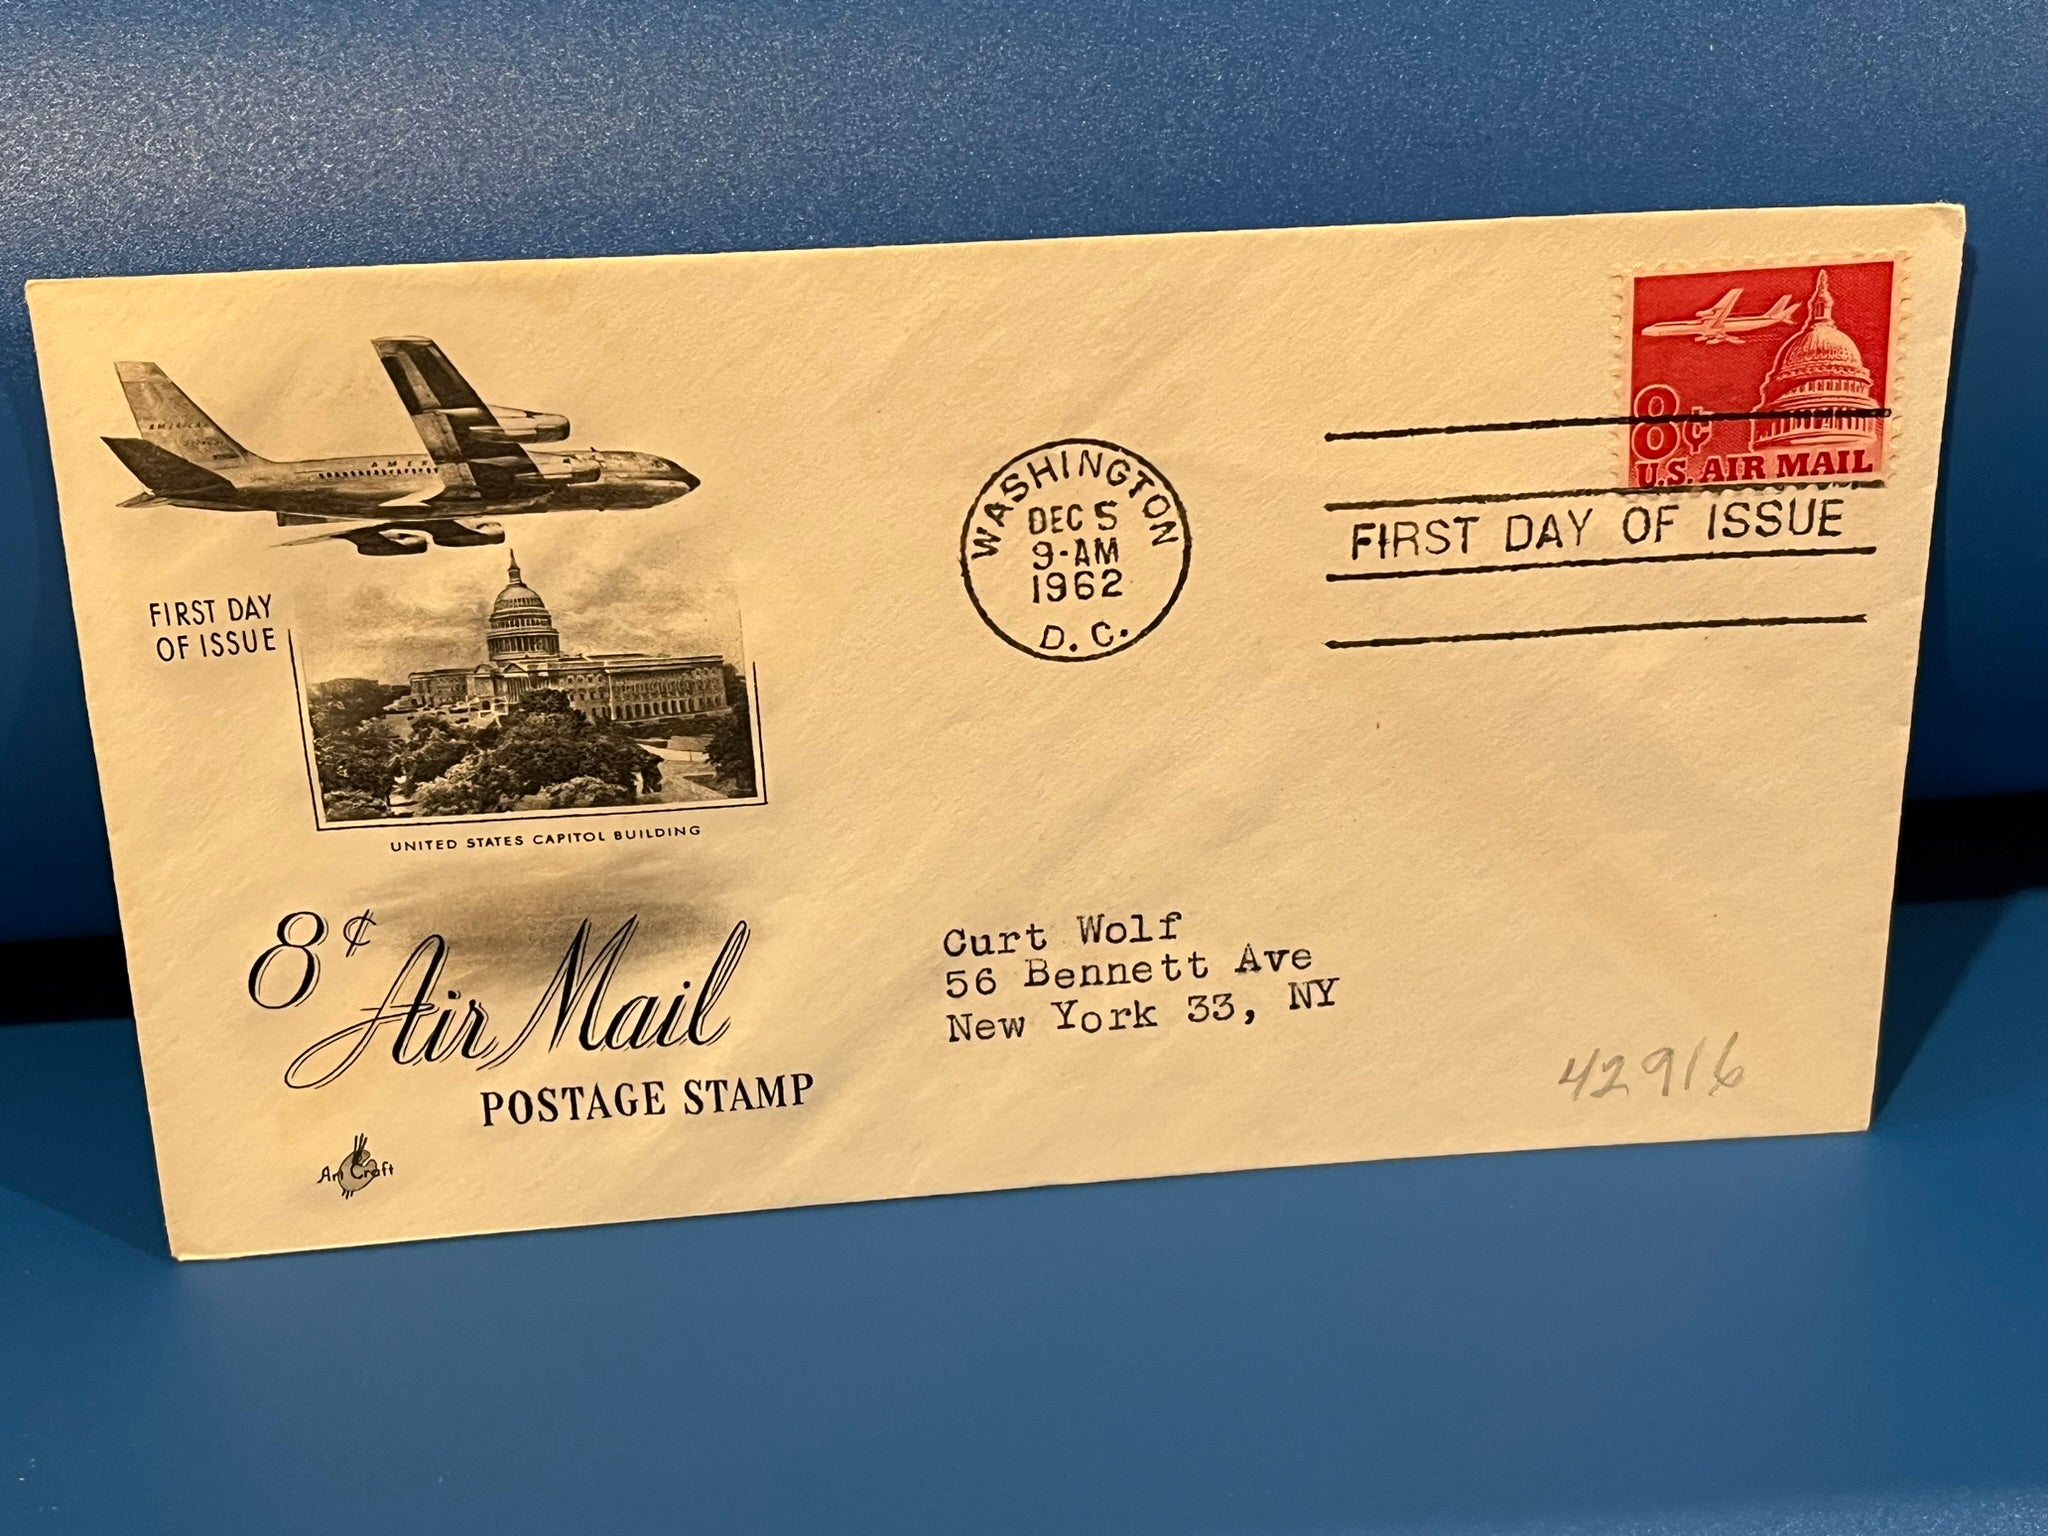 AMERICAN
AMER
FIRST DAY
OF ISSUE
UNITED STATES CAPITOL BUILDING
8¢
Air Mail
POSTAGE STAMP
Art Craft
WASHINGTON
DEC 5
9-AM
1962
D. C.
8¢
U.S. AIR MAIL
FIRST DAY OF ISSUE
Curt Wolf
56 Bennett Ave
New York 33, NY
42916